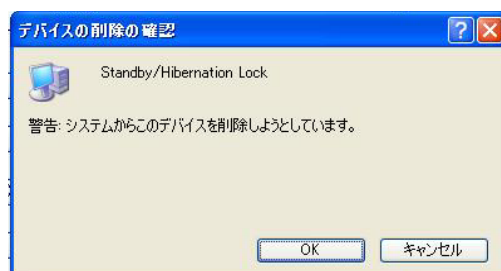 デバイスの削除の確認
Standby/Hibernation Lock
警告: システムからこのデバイスを削除しようとしています。
OK
キャンセル